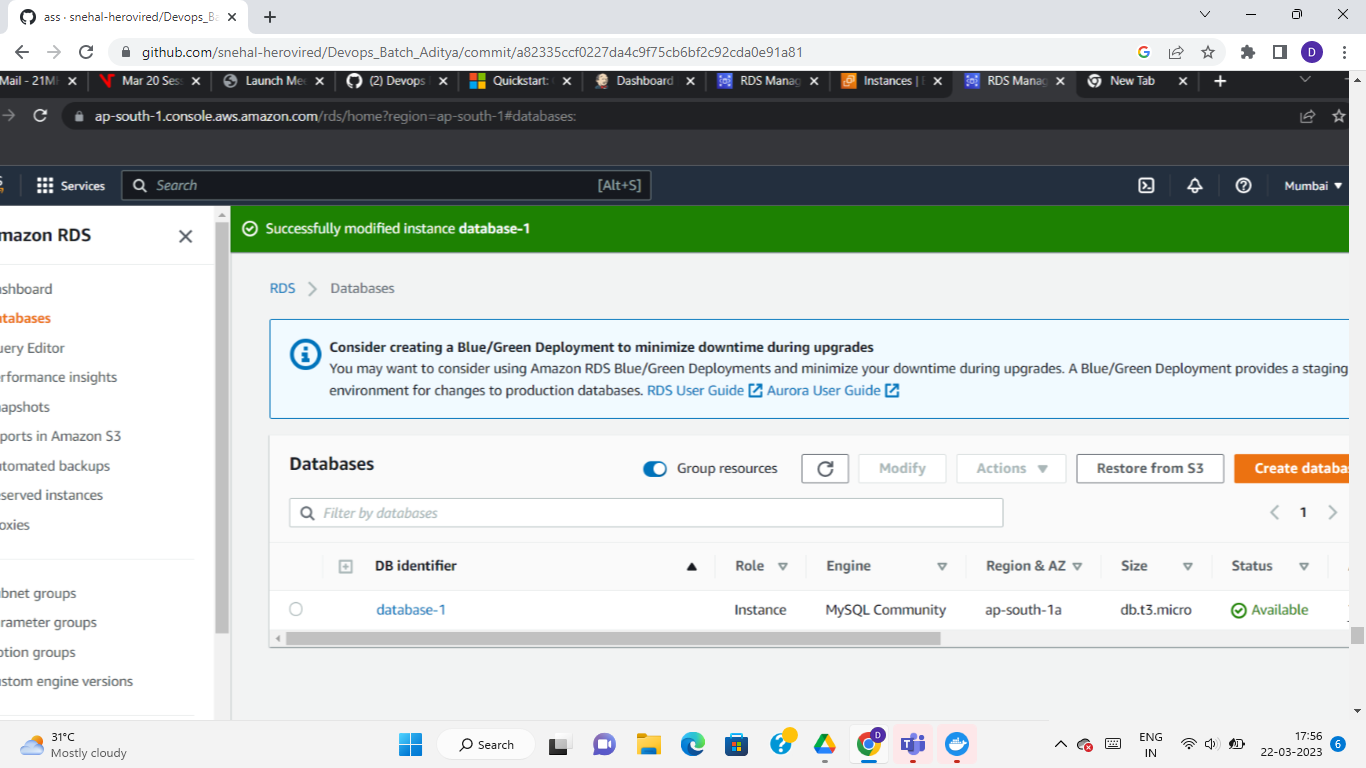 ass · snehal-herovired/Devops_Ba
github.com/snehal-herovired/Devops_Batch_Aditya/commit/a82335ccf0227da4c9f75cb6bf2c92cda0e91a81
D
Mail - 21M
Mar 20 Ses
Launch Me
(2) Devops
Quickstart:
Dashboard
RDS Manag
Instances | E
RDS Manag
New Tab
ap-south-1.console.aws.amazon.com/rds/home?region=ap-south-1#databases:
Services
Search
[Alt+S]
Mumbai
mazon RDS
ashboard
atabases
uery Editor
erformance insights
napshots
ports in Amazon S3
utomated backups
eserved instances
oxies
bnet groups
rameter groups
otion groups
stom engine versions
Successfully modified instance database-1
RDS > Databases
Consider creating a Blue/Green Deployment to minimize downtime during upgrades
You may want to consider using Amazon RDS Blue/Green Deployments and minimize your downtime during upgrades. A Blue/Green Deployment provides a staging
environment for changes to production databases. RDS User Guide Aurora User Guide
Databases
Group resources
Modify
Actions
Restore from S3
Create databas
Filter by databases
1
DB identifier Role Engine Region & AZ Size Status
database-1 Instance MySQL Community ap-south-1a db.t3.micro Available
31°C
Mostly cloudy
Search
D
ENG
IN
17:56
22-03-2023
6